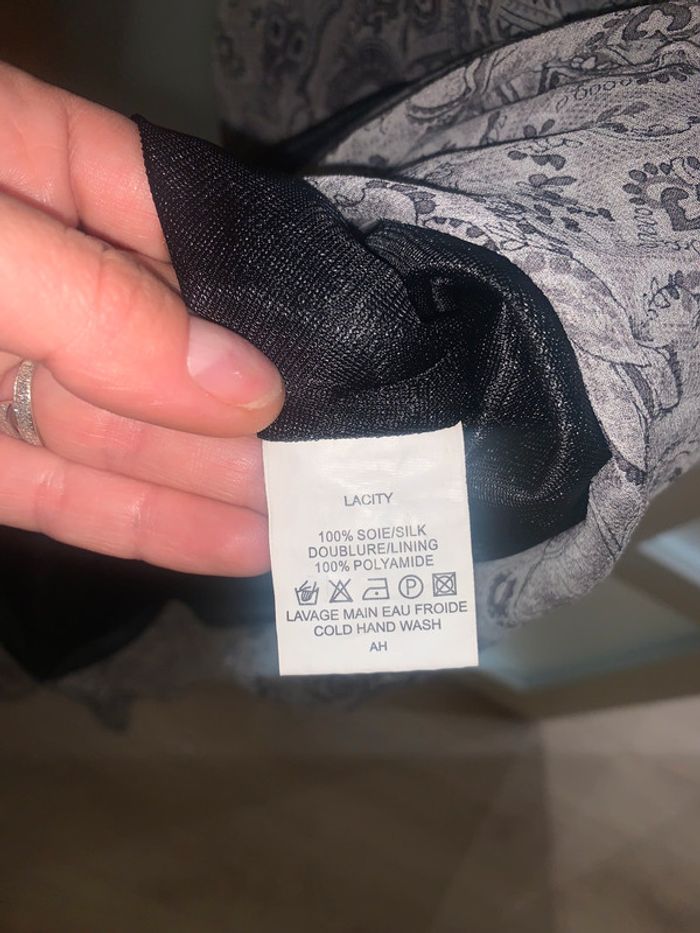 LACITY
100% SOIE/SILK
DOUBLURE/LINING
100% POLYAMIDE
P
LAVAGE MAIN EAU FROIDE
COLD HAND WASH
AH